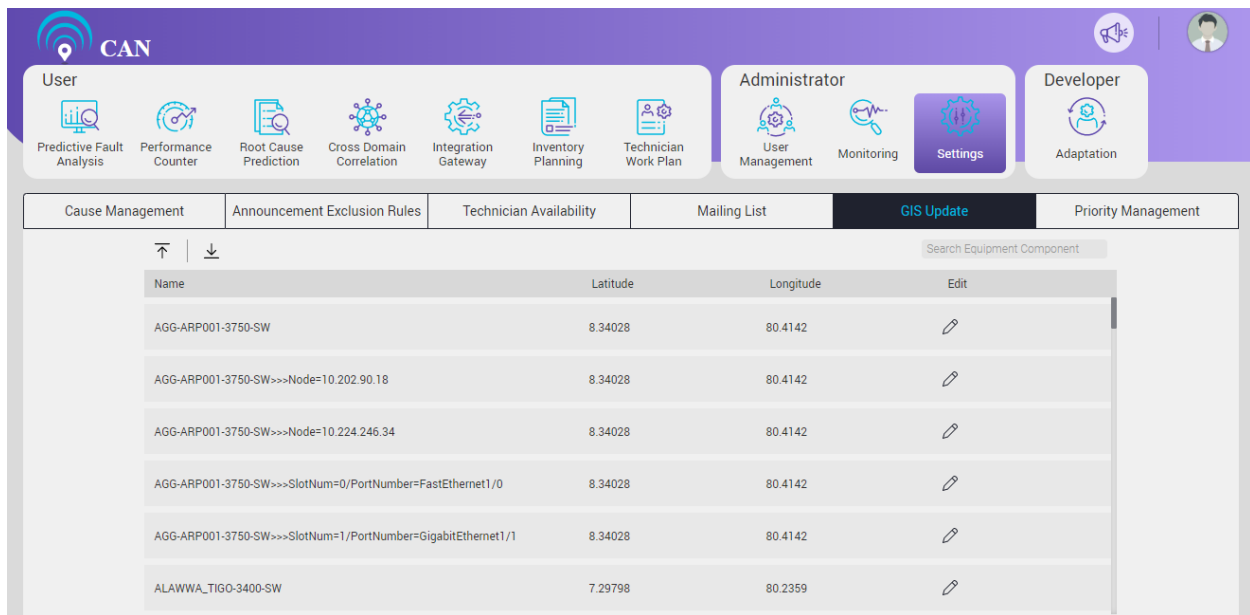 CAN
User
Administrator
Developer
Predictive Fault
Analysis
Performance
Counter
Root Cause
Prediction
Cross Domain
Correlation
Integration
Gateway
Inventory
Planning
Technician
Work Plan
User
Management
Monitoring
Settings
Adaptation
Cause Management
Announcement Exclusion Rules
Technician Availability
Mailing List
GIS Update
Priority Management
Search Equipment Component
Name Latitude Longitude Edit
AGG-ARP001-3750-SW 8.34028 80.4142
AGG-ARP001-3750-SW>>>Node=10.202.90.18 8.34028 80.4142
AGG-ARP001-3750-SW>>>Node=10.224.246.34 8.34028 80.4142
AGG-ARP001-3750-SW>>>SlotNum=0/PortNumber=FastEthernet1/0 8.34028 80.4142
AGG-ARP001-3750-SW>>>SlotNum=1/PortNumber=GigabitEthernet1/1 8.34028 80.4142
ALAWWA_TIGO-3400-SW 7.29798 80.2359